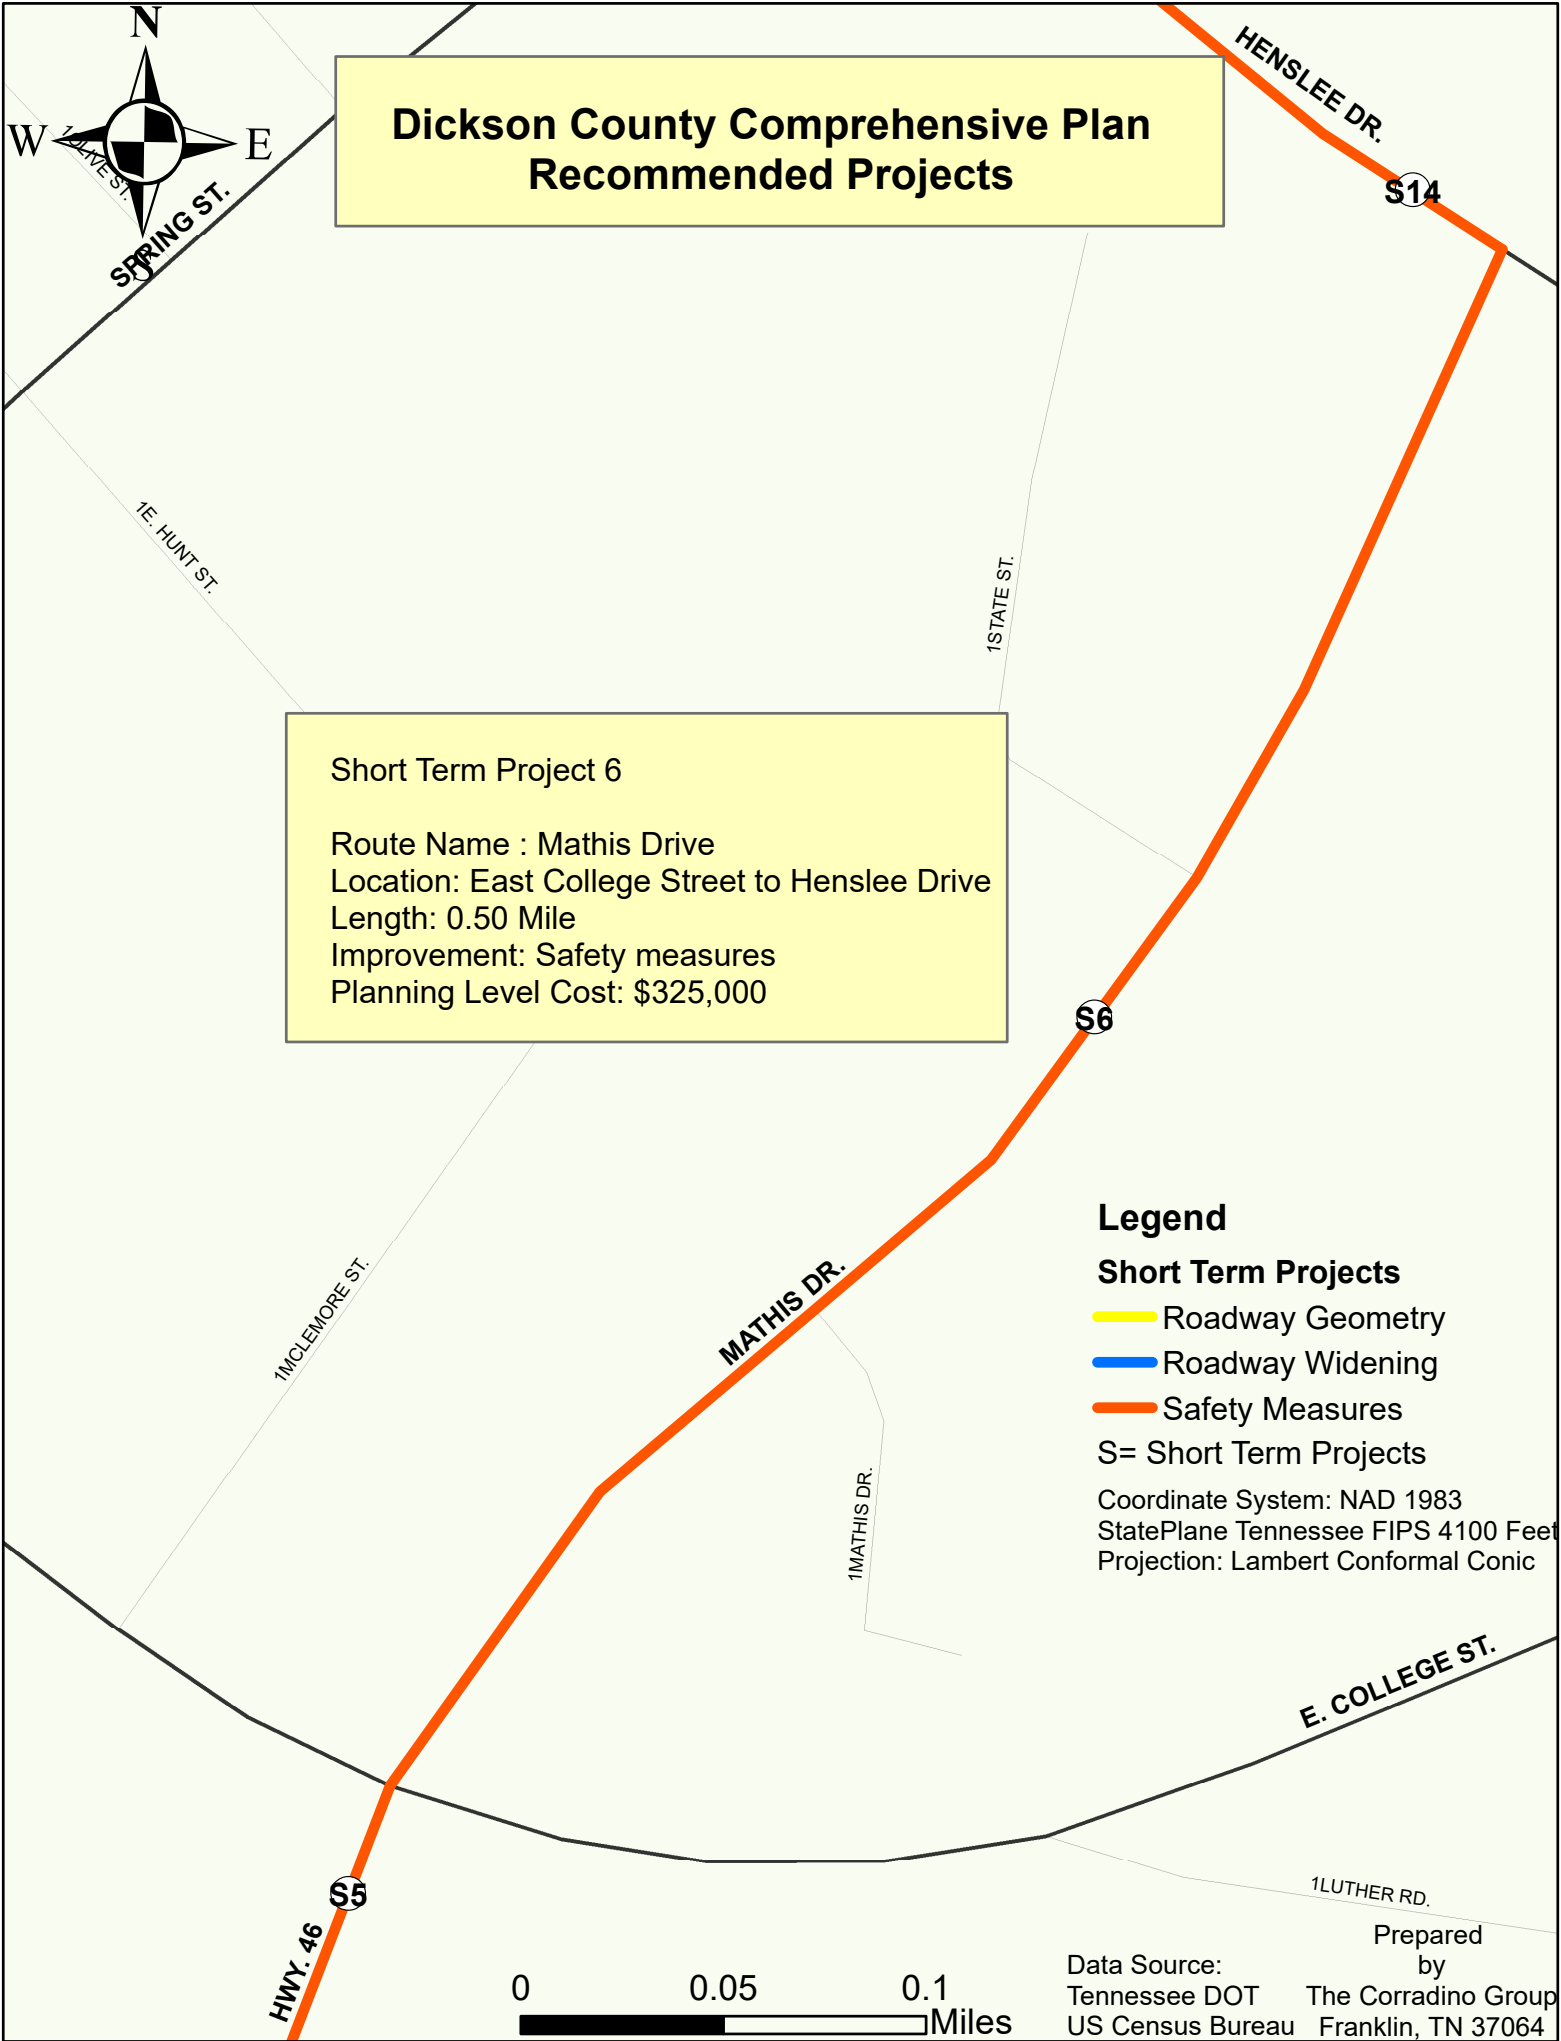 N
W
E
S
Dickson County Comprehensive Plan
Recommended Projects
HENSLEE DR.
S14
1OLIVE ST.
SPRING ST.
1E. HUNT ST.
1STATE ST.
Short Term Project 6
Route Name : Mathis Drive
Location: East College Street to Henslee Drive
Length: 0.50 Mile
Improvement: Safety measures
Planning Level Cost: $325,000
S6
MATHIS DR.
1MCLEMORE ST.
1MATHIS DR.
Legend
Short Term Projects
Roadway Geometry
Roadway Widening
Safety Measures
S= Short Term Projects
Coordinate System: NAD 1983
StatePlane Tennessee FIPS 4100 Feet
Projection: Lambert Conformal Conic
E. COLLEGE ST.
S5
HWY. 46
1LUTHER RD.
0 0.05 0.1
Miles
Data Source:
Tennessee DOT
US Census Bureau
Prepared
by
The Corradino Group
Franklin, TN 37064